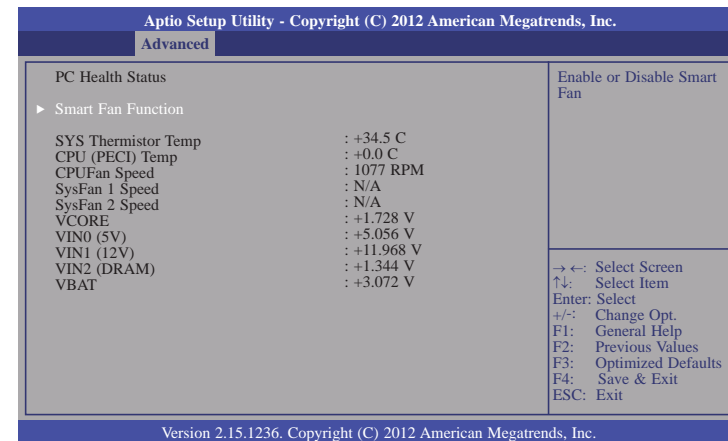 Aptio Setup Utility - Copyright (C) 2012 American Megatrends, Inc.
Advanced
PC Health Status
► Smart Fan Function
SYS Thermistor Temp : +34.5 C
CPU (PECI) Temp : +0.0 C
CPUFan Speed : 1077 RPM
SysFan 1 Speed : N/A
SysFan 2 Speed : N/A
VCORE : +1.728 V
VIN0 (5V) : +5.056 V
VIN1 (12V) : +11.968 V
VIN2 (DRAM) : +1.344 V
VBAT : +3.072 V
Enable or Disable Smart
Fan
→←: Select Screen
↑↓: Select Item
Enter: Select
+/-: Change Opt.
F1: General Help
F2: Previous Values
F3: Optimized Defaults
F4: Save & Exit
ESC: Exit
Version 2.15.1236. Copyright (C) 2012 American Megatrends, Inc.